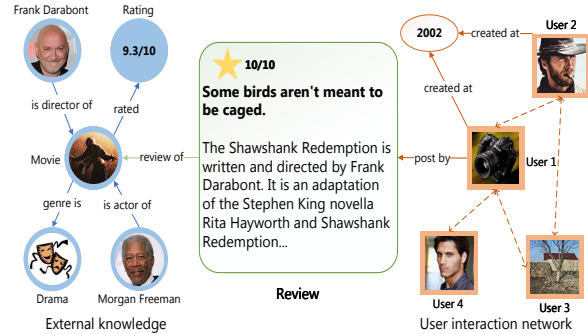 Frank Darabont
Rating
9.3/10
is director of
rated
Movie
genre is
is actor of
Drama
Morgan Freeman
External knowledge
review of
10/10
Some birds aren't meant to
be caged.
The Shawshank Redemption is
written and directed by Frank
Darabont. It is an adaptation
of the Stephen King novella
Rita Hayworth and Shawshank
Redemption...
Review
post by
2002
created at
created at
User 2
User 1
User 4
User 3
User interaction network